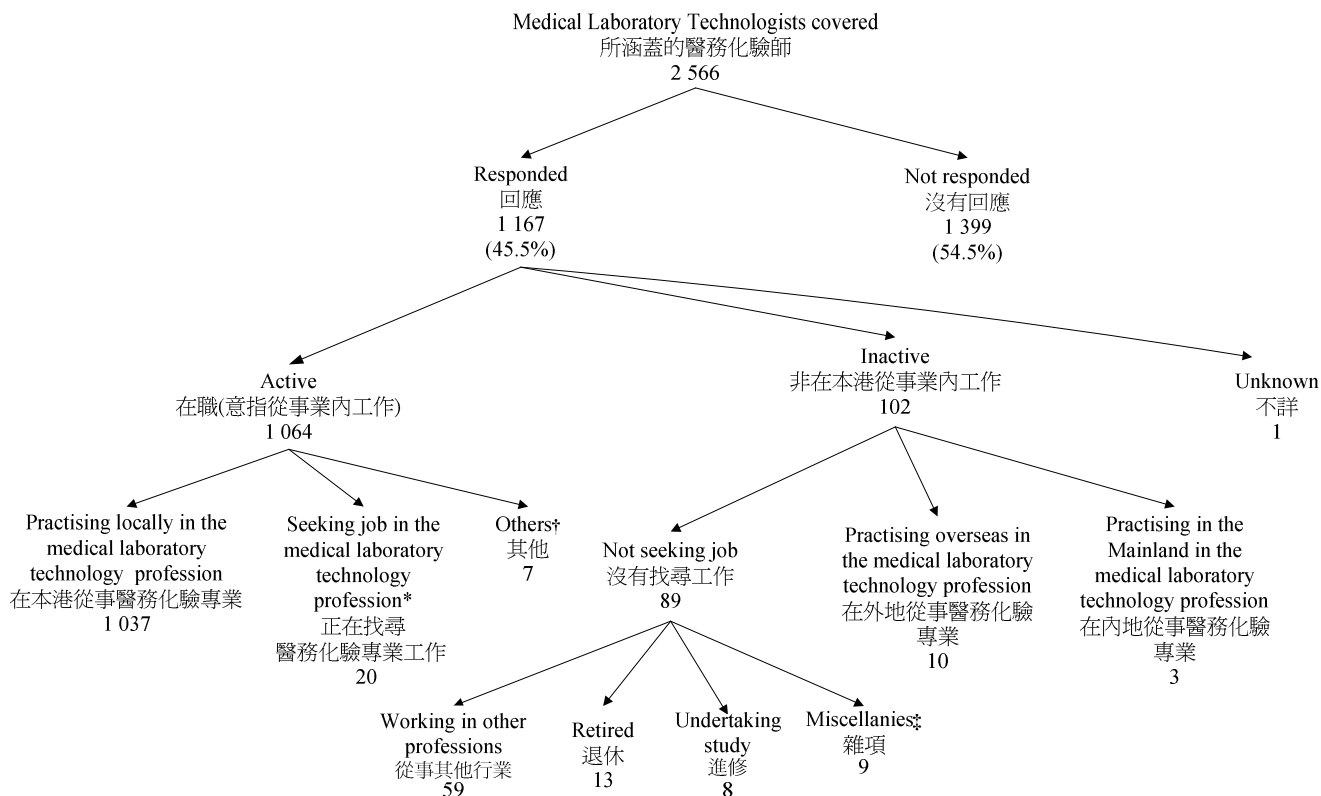 Medical Laboratory Technologists covered
所涵蓋的醫務化驗師
2 566
Responded
回應
1 167
(45.5%)
Not responded
沒有回應
1 399
(54.5%)
Active
在職(意指從事業內工作)
1 064
Inactive
非在本港從事業內工作
102
Unknown
不詳
1
Practising locally in the
medical laboratory
technology profession
在本港從事醫務化驗專業
1 037
Seeking job in the
medical laboratory
technology
profession*
正在找尋
醫務化驗專業工作
20
Others†
其他
7
Not seeking job
沒有找尋工作
89
Practising overseas in
the medical laboratory
technology profession
在外地從事醫務化驗
專業
10
Practising in the
Mainland in the
medical laboratory
technology profession
在內地從事醫務化驗
專業
3
Working in other
professions
從事其他行業
59
Retired
退休
13
Undertaking
study
進修
8
Miscellanies‡
雜項
9